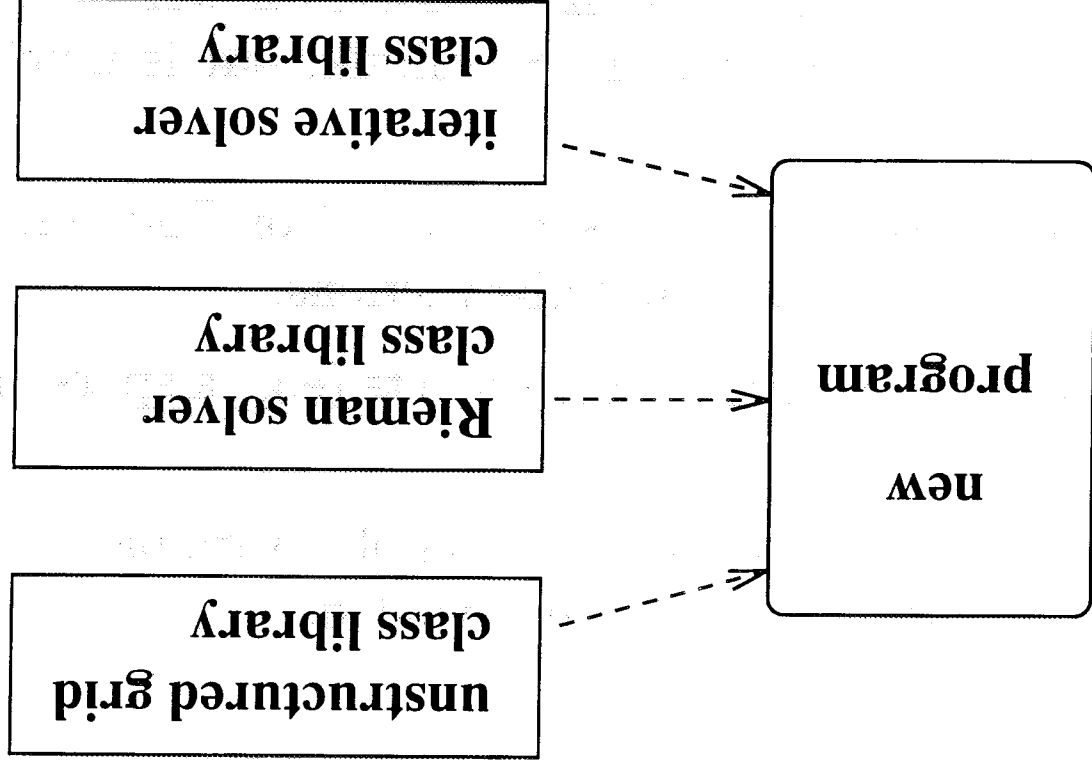 unstructured grid
class library
new
program
Rieman solver
class library
iterative solver
class library